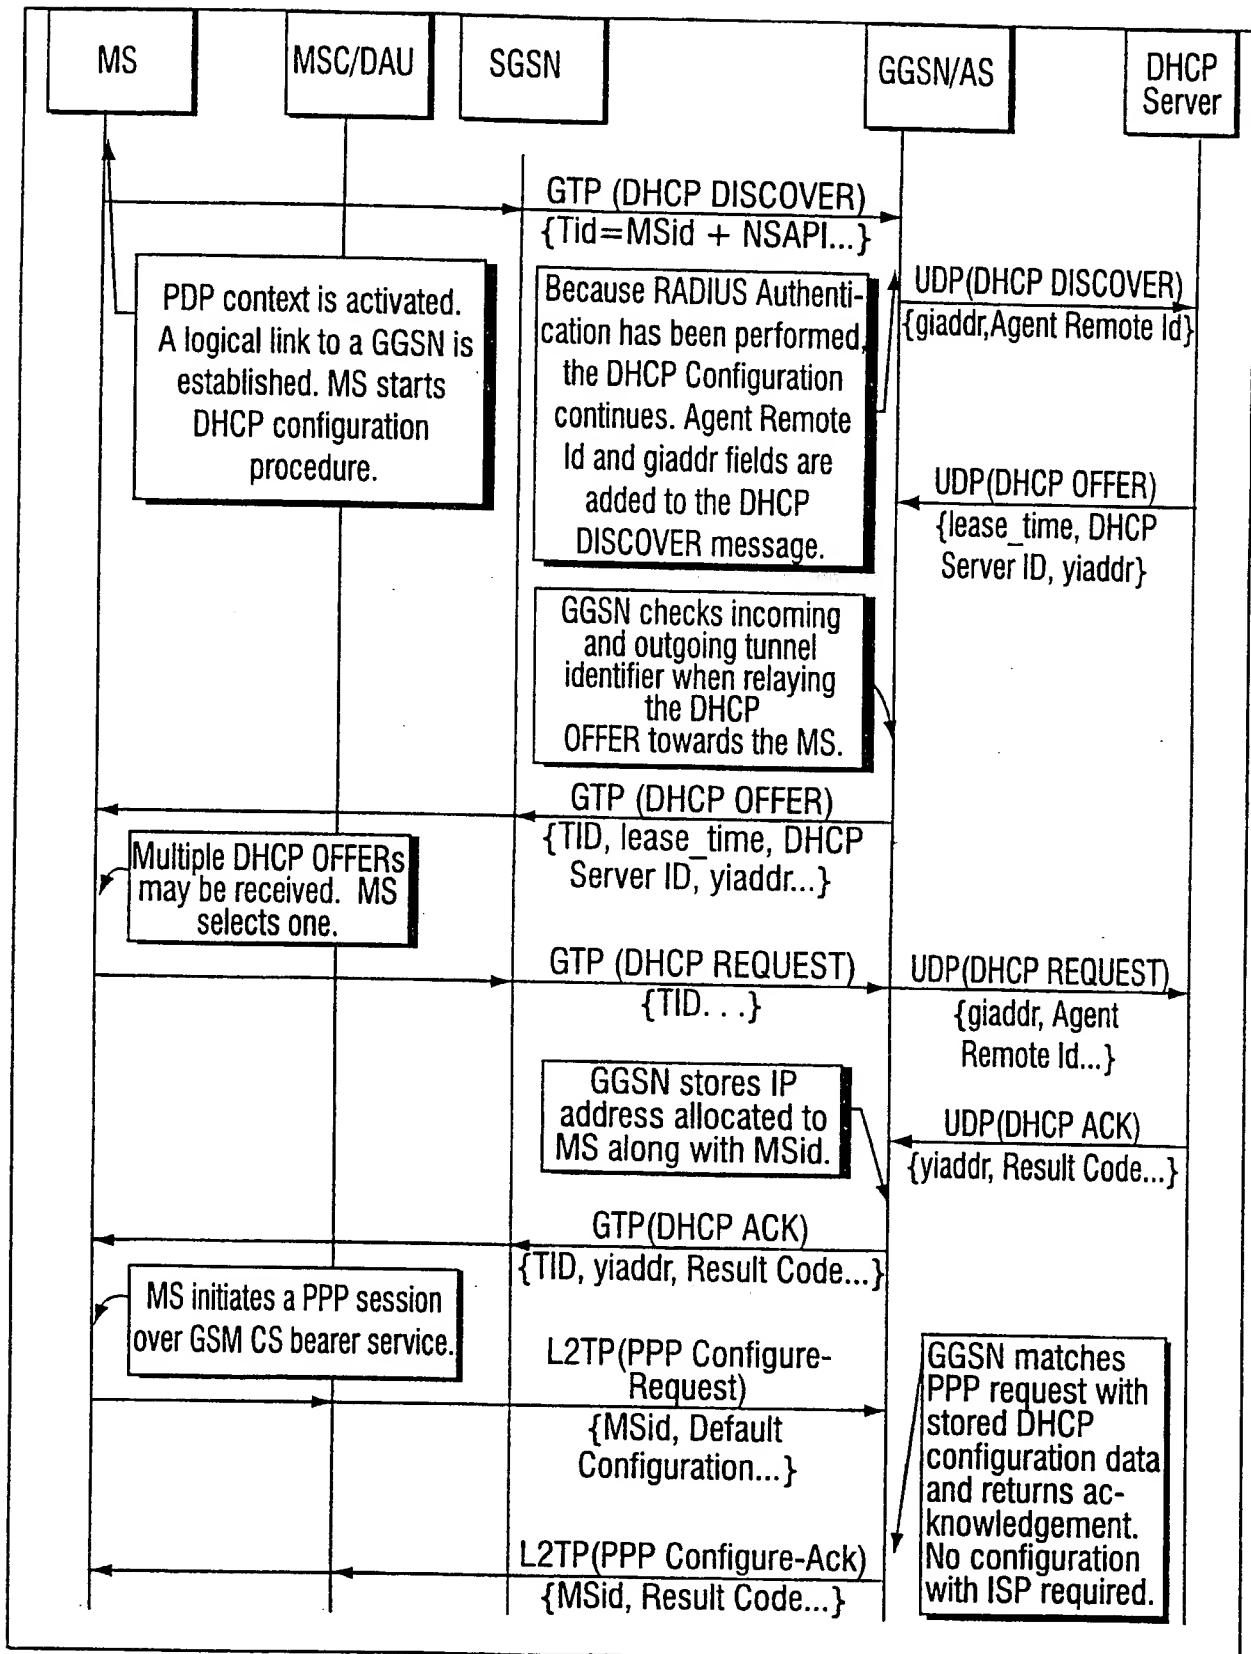 MS
MSC/DAU
SGSN
GGSN/AS
DHCP
Server
GTP (DHCP DISCOVER)
{Tid=MSid + NSAPI...}
PDP context is activated.
A logical link to a GGSN is
established. MS starts
DHCP configuration
procedure.
Because RADIUS Authenti-
cation has been performed,
the DHCP Configuration
continues. Agent Remote
Id and giaddr fields are
added to the DHCP
DISCOVER message.
UDP(DHCP DISCOVER)
{giaddr,Agent Remote Id}
UDP(DHCP OFFER)
{lease_time, DHCP
Server ID, yiaddr}
GGSN checks incoming
and outgoing tunnel
identifier when relaying
the DHCP
OFFER towards the MS.
GTP (DHCP OFFER)
{TID, lease_time, DHCP
Server ID, yiaddr...}
Multiple DHCP OFFERs
may be received. MS
selects one.
GTP (DHCP REQUEST)
{TID. . .}
UDP(DHCP REQUEST)
{giaddr, Agent
Remote Id...}
GGSN stores IP
address allocated to
MS along with MSid.
UDP(DHCP ACK)
{yiaddr, Result Code...}
GTP(DHCP ACK)
{TID, yiaddr, Result Code...}
MS initiates a PPP session
over GSM CS bearer service.
L2TP(PPP Configure-
Request)
{MSid, Default
Configuration...}
GGSN matches
PPP request with
stored DHCP
configuration data
and returns ac-
knowledgement.
No configuration
with ISP required.
L2TP(PPP Configure-Ack)
{MSid, Result Code...}